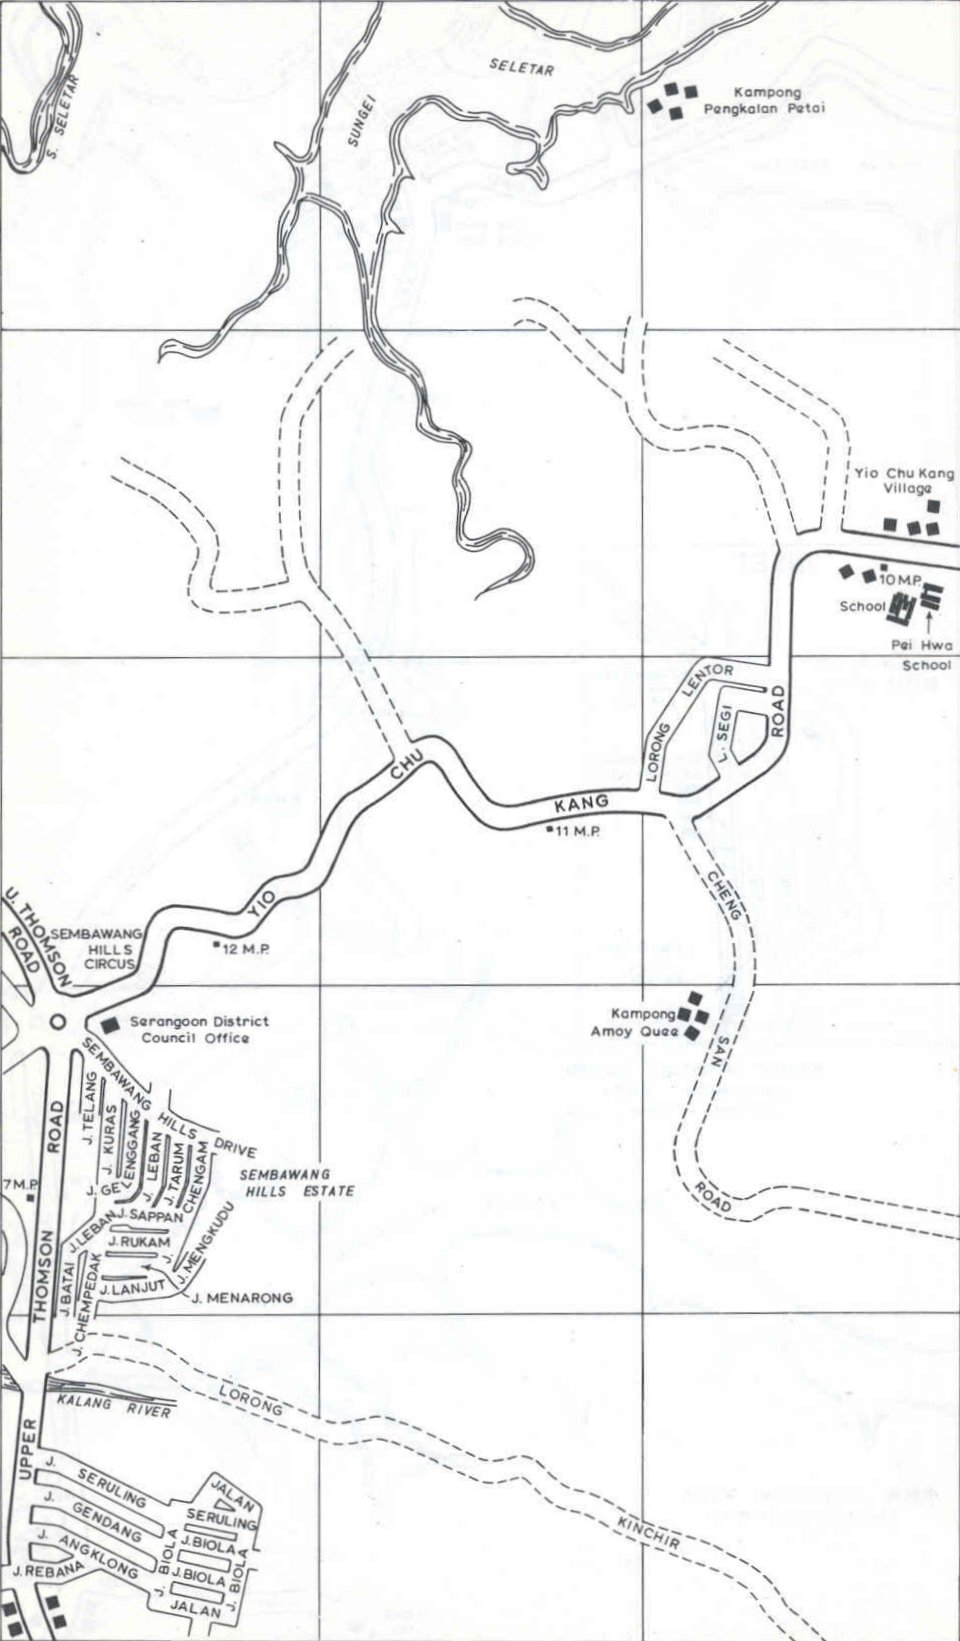 S. SELETAR
SUNGEI
SELETAR
Kampong
Pengkalan Petai
Yio Chu Kang
Village
10 M.P.
School
Pei Hwa
School
LORONG LENTOR
L. SEGI
YIO CHU KANG ROAD
11 M.P.
12 M.P.
CHENG SAN ROAD
Kampong
Amoy Quee
U. THOMSON
ROAD
SEMBAWANG
HILLS
CIRCUS
Serangoon District
Council Office
SEMBAWANG HILLS DRIVE
SEMBAWANG
HILLS ESTATE
J. TELANG
J. KURAS
J. GELENGGANG
J. LEBAN
J. TARUM
J. CHENGAM
J. SAPPAN
J. LEBAN
J. RUKAM
J. MENGKUDU
J. BATAI
J. CHEMPEDAK
J. LANJUT
J. MENARONG
7 M.P.
UPPER THOMSON ROAD
KALANG RIVER
LORONG KINCHIR
J. SERULING
J. GENDANG
J. ANGKLONG
J. REBANA
JALAN
SERULING
J. BIOLA
J. BIOLA
J. BIOLA
J. BIOLA
JALAN